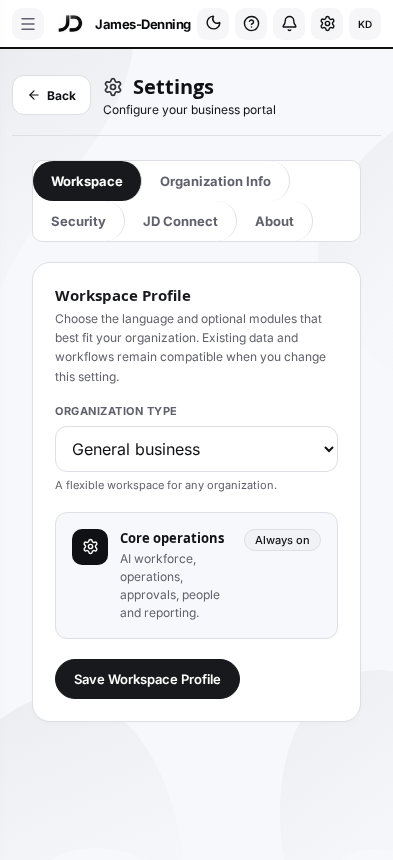 JD James-Denning KD
Back
Settings
Configure your business portal
Workspace Organization Info
Security JD Connect About
Workspace Profile
Choose the language and optional modules that
best fit your organization. Existing data and
workflows remain compatible when you change
this setting.
ORGANIZATION TYPE
General business
A flexible workspace for any organization.
Core operations Always on
AI workforce,
operations,
approvals, people
and reporting.
Save Workspace Profile